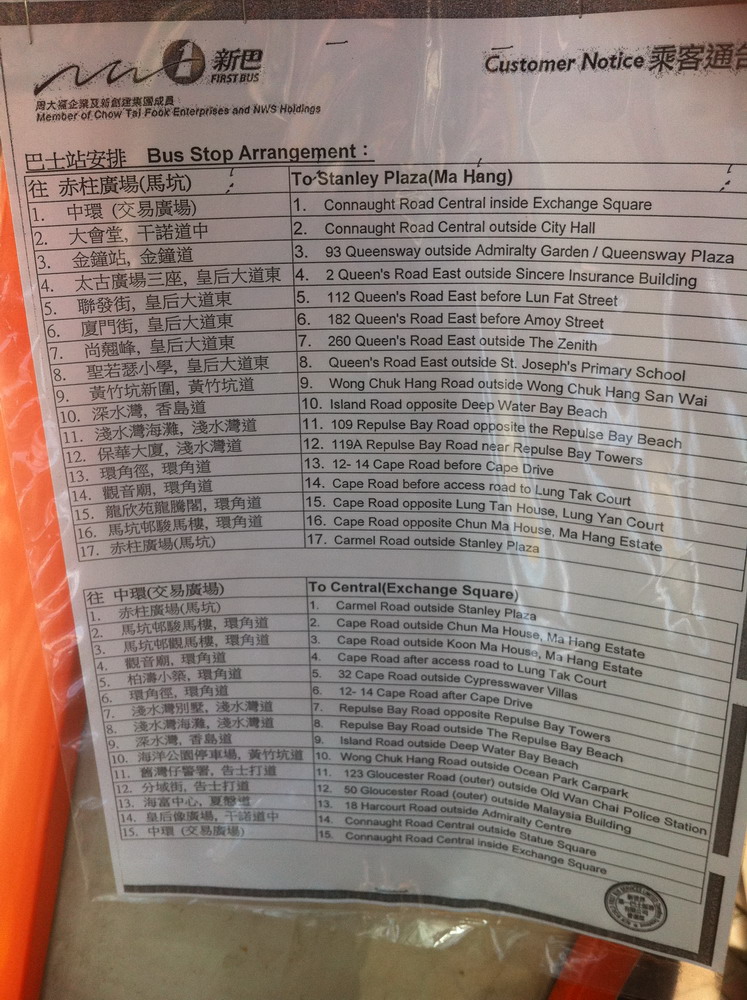 新巴
FIRST BUS
Customer Notice 乘客通告
周大福企業及新創建集團成員
Member of Chow Tai Fook Enterprises and NWS Holdings
巴士站安排 Bus Stop Arrangement：
往 赤柱廣場(馬坑) To Stanley Plaza(Ma Hang)
1. 中環 (交易廣場) 1. Connaught Road Central inside Exchange Square
2. 大會堂, 干諾道中 2. Connaught Road Central outside City Hall
3. 金鐘站, 金鐘道 3. 93 Queensway outside Admiralty Garden / Queensway Plaza
4. 太古廣場三座, 皇后大道東 4. 2 Queen's Road East outside Sincere Insurance Building
5. 聯發街, 皇后大道東 5. 112 Queen's Road East before Lun Fat Street
6. 廈門街, 皇后大道東 6. 182 Queen's Road East before Amoy Street
7. 尚翹峰, 皇后大道東 7. 260 Queen's Road East outside The Zenith
8. 聖若瑟小學, 皇后大道東 8. Queen's Road East outside St. Joseph's Primary School
9. 黃竹坑新圍, 黃竹坑道 9. Wong Chuk Hang Road outside Wong Chuk Hang San Wai
10. 深水灣, 香島道 10. Island Road opposite Deep Water Bay Beach
11. 淺水灣海灘, 淺水灣道 11. 109 Repulse Bay Road opposite the Repulse Bay Beach
12. 保華大廈, 淺水灣道 12. 119A Repulse Bay Road near Repulse Bay Towers
13. 環角徑, 環角道 13. 12- 14 Cape Road before Cape Drive
14. 觀音廟, 環角道 14. Cape Road before access road to Lung Tak Court
15. 龍欣苑龍騰閣, 環角道 15. Cape Road opposite Lung Tan House, Lung Yan Court
16. 馬坑邨駿馬樓, 環角道 16. Cape Road opposite Chun Ma House, Ma Hang Estate
17. 赤柱廣場(馬坑) 17. Carmel Road outside Stanley Plaza
往 中環(交易廣場) To Central(Exchange Square)
1. 赤柱廣場(馬坑) 1. Carmel Road outside Stanley Plaza
2. 馬坑邨駿馬樓, 環角道 2. Cape Road outside Chun Ma House, Ma Hang Estate
3. 馬坑邨觀馬樓, 環角道 3. Cape Road outside Koon Ma House, Ma Hang Estate
4. 觀音廟, 環角道 4. Cape Road after access road to Lung Tak Court
5. 柏濤小築, 環角道 5. 32 Cape Road outside Cypresswaver Villas
6. 環角徑, 環角道 6. 12- 14 Cape Road after Cape Drive
7. 淺水灣別墅, 淺水灣道 7. Repulse Bay Road opposite Repulse Bay Towers
8. 淺水灣海灘, 淺水灣道 8. Repulse Bay Road outside The Repulse Bay Beach
9. 深水灣, 香島道 9. Island Road outside Deep Water Bay Beach
10. 海洋公園停車場, 黃竹坑道 10. Wong Chuk Hang Road outside Ocean Park Carpark
11. 舊灣仔警署, 告士打道 11. 123 Gloucester Road (outer) outside Old Wan Chai Police Station
12. 分域街, 告士打道 12. 50 Gloucester Road (outer) outside Malaysia Building
13. 海富中心, 夏慤道 13. 18 Harcourt Road outside Admiralty Centre
14. 皇后像廣場, 干諾道中 14. Connaught Road Central outside Statue Square
15. 中環 (交易廣場) 15. Connaught Road Central inside Exchange Square